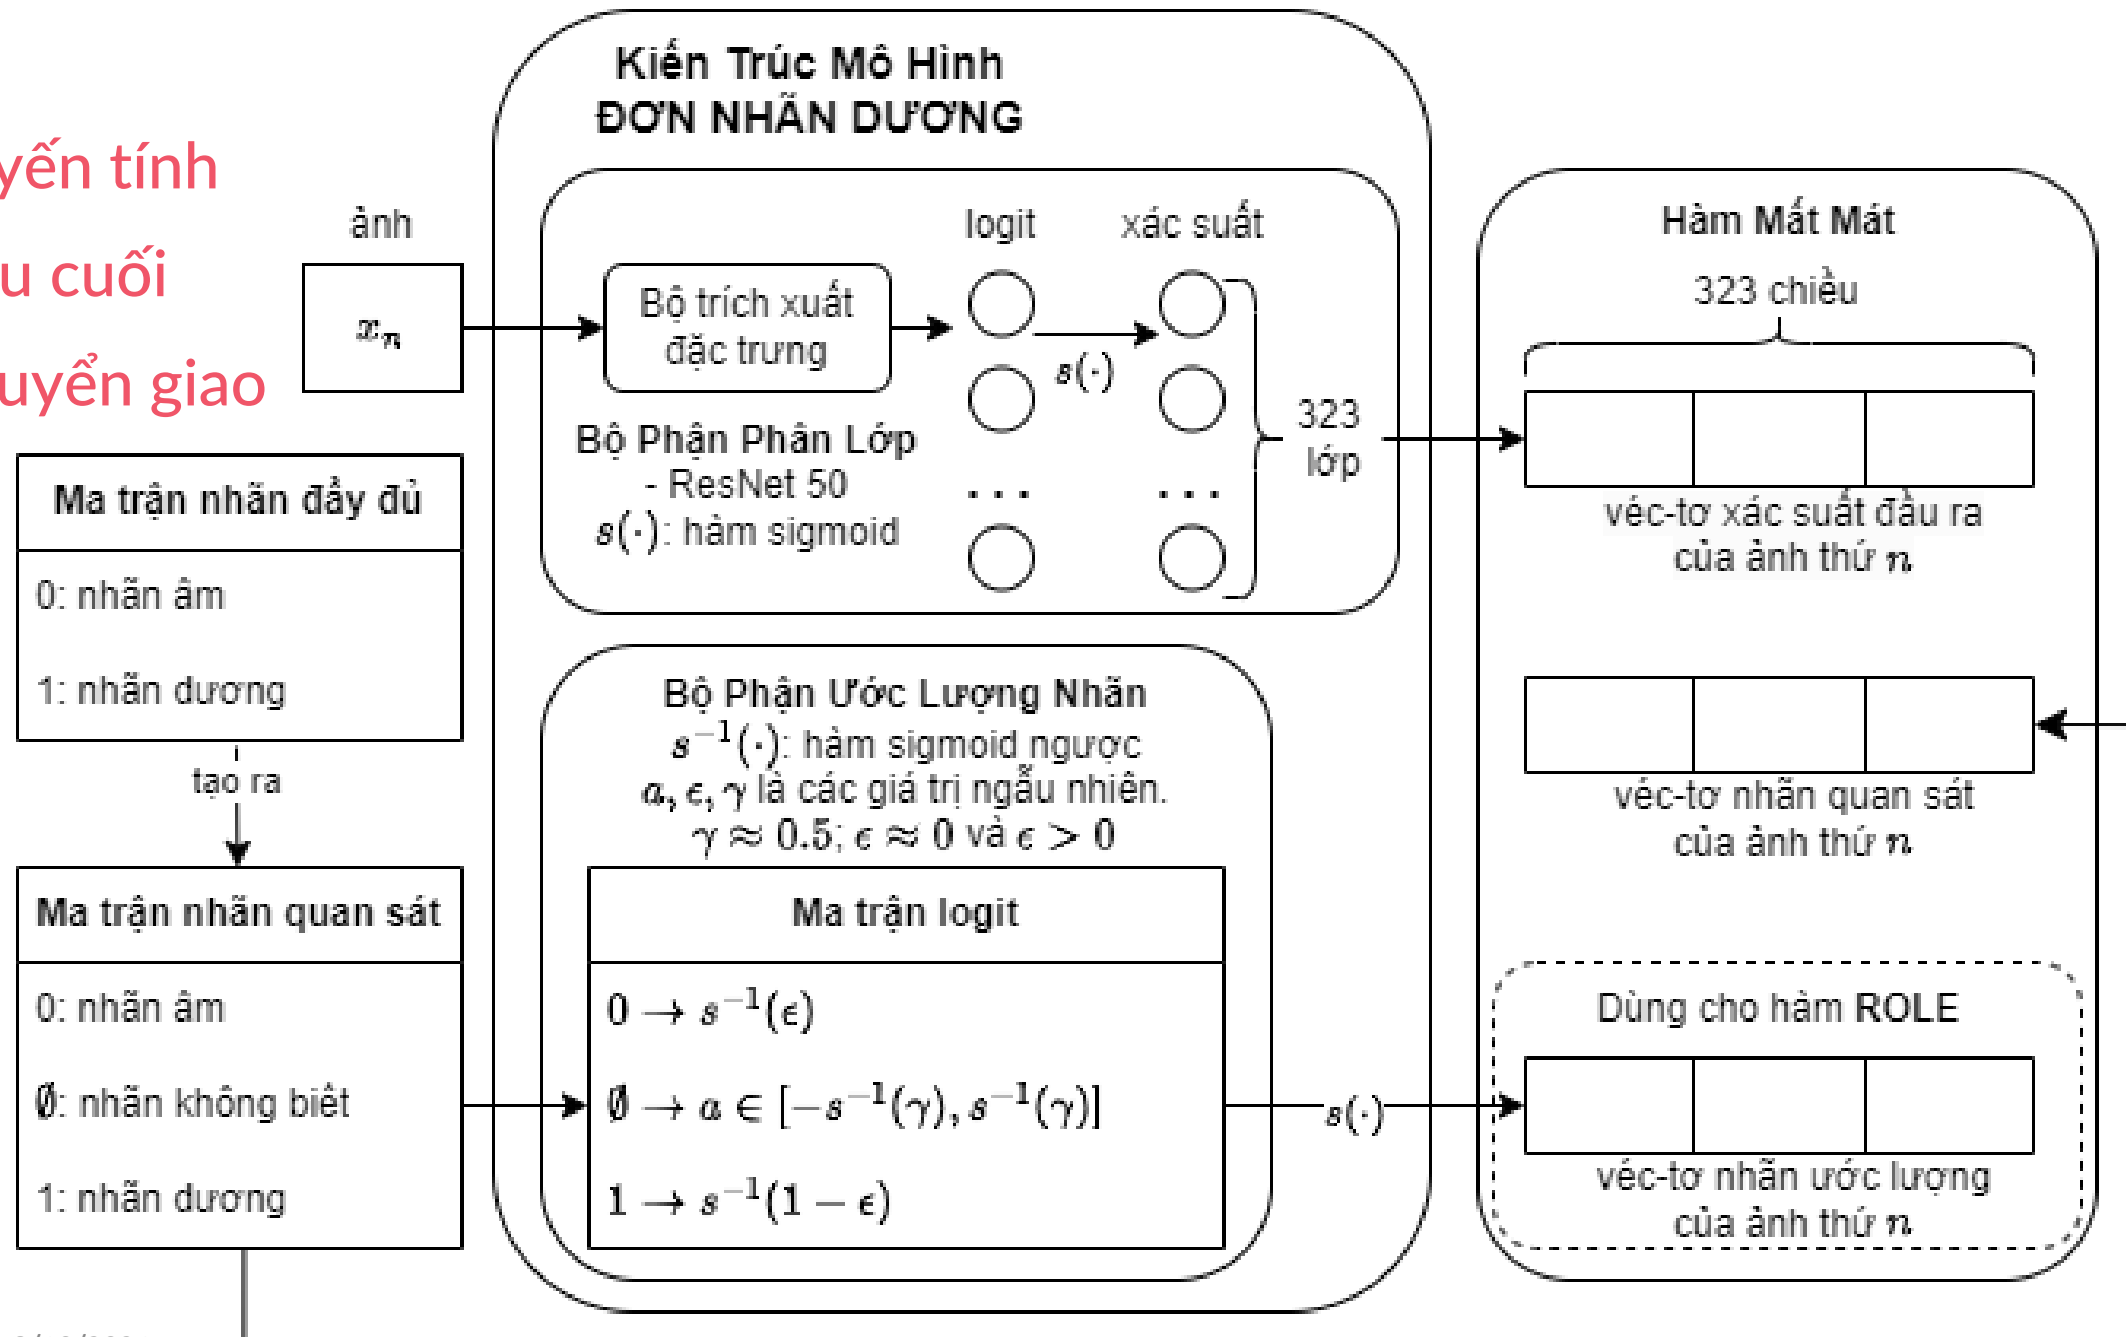 Kiến Trúc Mô Hình
ĐƠN NHÃN DƯƠNG
yến tính
u cuối
uyển giao
ảnh
xₙ
Bộ trích xuất
đặc trưng
logit
xác suất
s(·)
323
lớp
Bộ Phận Phân Lớp
- ResNet 50
s(·): hàm sigmoid
. . .
. . .
Hàm Mất Mát
323 chiều
véc-tơ xác suất đầu ra
của ảnh thứ n
véc-tơ nhãn quan sát
của ảnh thứ n
Dùng cho hàm ROLE
véc-tơ nhãn ước lượng
của ảnh thứ n
Ma trận nhãn đầy đủ
0: nhãn âm
1: nhãn dương
tạo ra
Ma trận nhãn quan sát
0: nhãn âm
∅: nhãn không biết
1: nhãn dương
Bộ Phận Ước Lượng Nhãn
s⁻¹(·): hàm sigmoid ngược
a, ϵ, γ là các giá trị ngẫu nhiên.
γ ≈ 0.5; ϵ ≈ 0 và ϵ > 0
Ma trận logit
0 → s⁻¹(ϵ)
∅ → a ∈ [−s⁻¹(γ), s⁻¹(γ)]
1 → s⁻¹(1 − ϵ)
s(·)